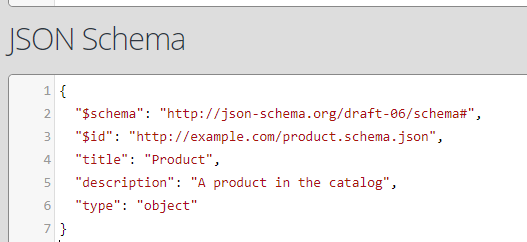 JSON Schema
1 {
2 "$schema": "http://json-schema.org/draft-06/schema#",
3 "$id": "http://example.com/product.schema.json",
4 "title": "Product",
5 "description": "A product in the catalog",
6 "type": "object"
7 }